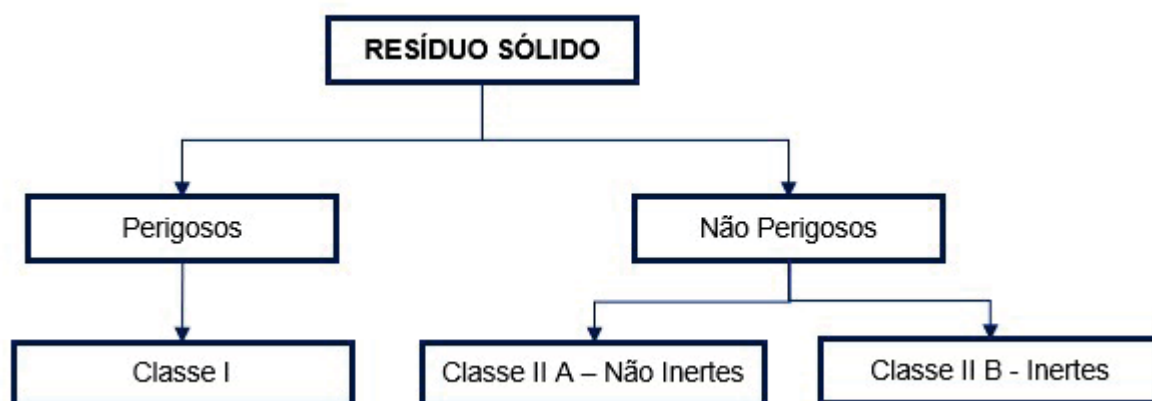 RESÍDUO SÓLIDO
Perigosos
Não Perigosos
Classe I
Classe II A – Não Inertes
Classe II B - Inertes